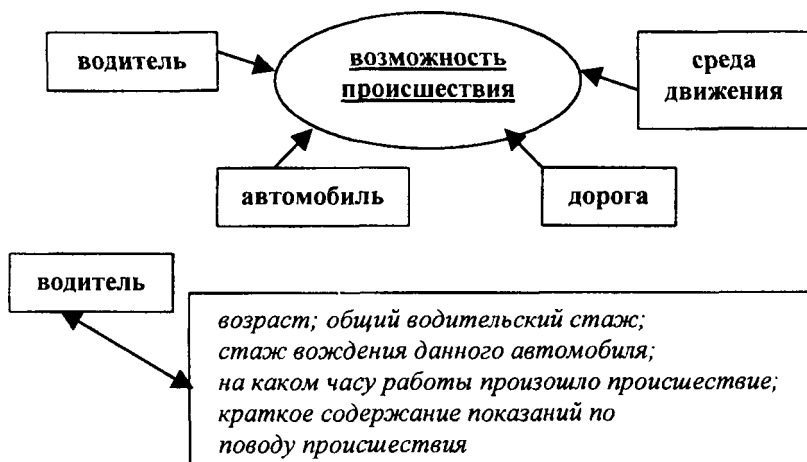 водитель
возможность
происшествия
среда
движения
автомобиль
дорога
водитель
возраст; общий водительский стаж;
стаж вождения данного автомобиля;
на каком часу работы произошло происшествие;
краткое содержание показаний по
поводу происшествия